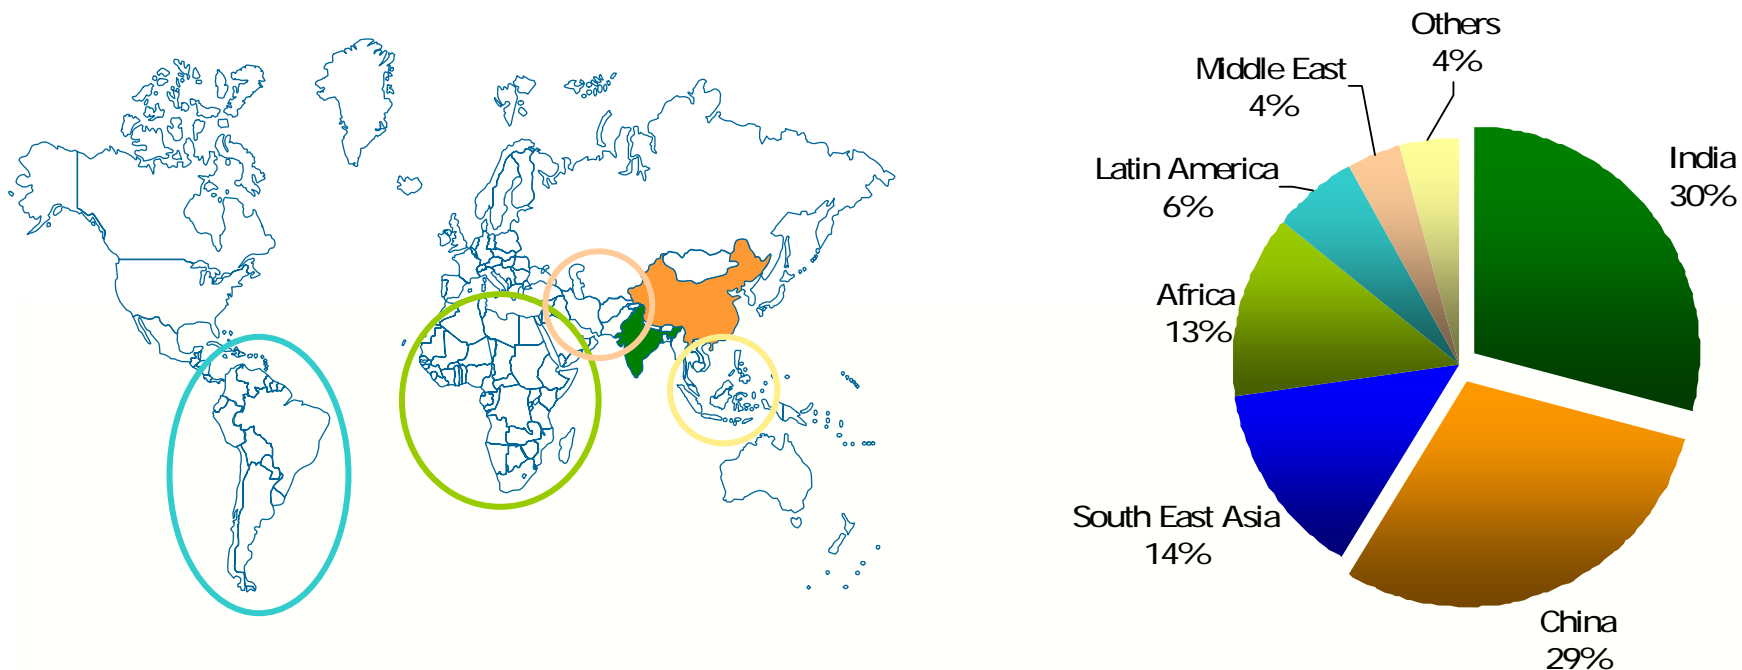 Others
4%
Middle East
4%
Latin America
6%
India
30%
Africa
13%
South East Asia
14%
China
29%